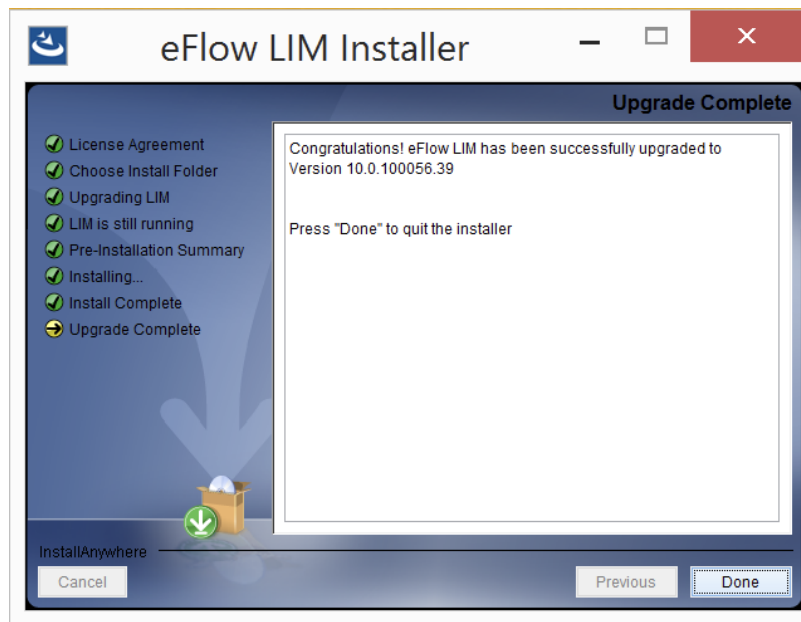 eFlow LIM Installer
Upgrade Complete
License Agreement
Choose Install Folder
Upgrading LIM
LIM is still running
Pre-Installation Summary
Installing...
Install Complete
Upgrade Complete
Congratulations! eFlow LIM has been successfully upgraded to
Version 10.0.100056.39
Press "Done" to quit the installer
InstallAnywhere
Cancel
Previous
Done